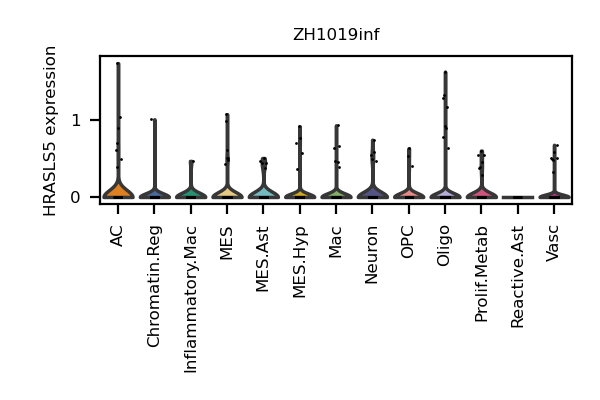 ZH1019inf
HRASLS5 expression
1
0
AC
Chromatin.Reg
Inflammatory.Mac
MES
MES.Ast
MES.Hyp
Mac
Neuron
OPC
Oligo
Prolif.Metab
Reactive.Ast
Vasc